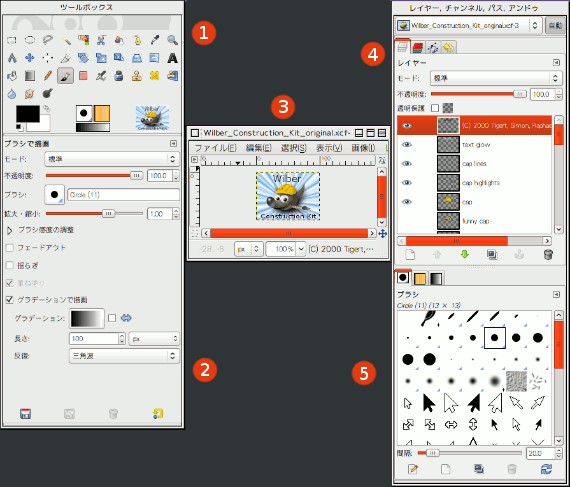 ツールボックス
1
ブラシで描画
モード:
標準
不透明度:
100.0
ブラシ:
Circle (11)
拡大・縮小:
1.00
ブラシ感度の調整
フェードアウト
揺らぎ
重ね塗り
グラデーションで描画
グラデーション:
長さ:
100
px
反復:
三角波
2
3
Wilber_Construction_Kit_original.xcf-
ファイル(F)
編集(E)
選択(S)
表示(V)
画像(I)
0
100
Wilber
Construction Kit
-28, -5
px
100%
(C) 2000 Tigert,…
レイヤー, チャンネル, パス, アンドゥ
Wilber_Construction_Kit_original.xcf-3
自動
4
レイヤー
モード:
標準
不透明度:
100.0
透明保護
(C) 2000 Tigert, Simon, Raphaë
text glow
cap lines
cap highlights
cap
funny cap
ブラシ
Circle (11) (13 × 13)
5
間隔:
20.0